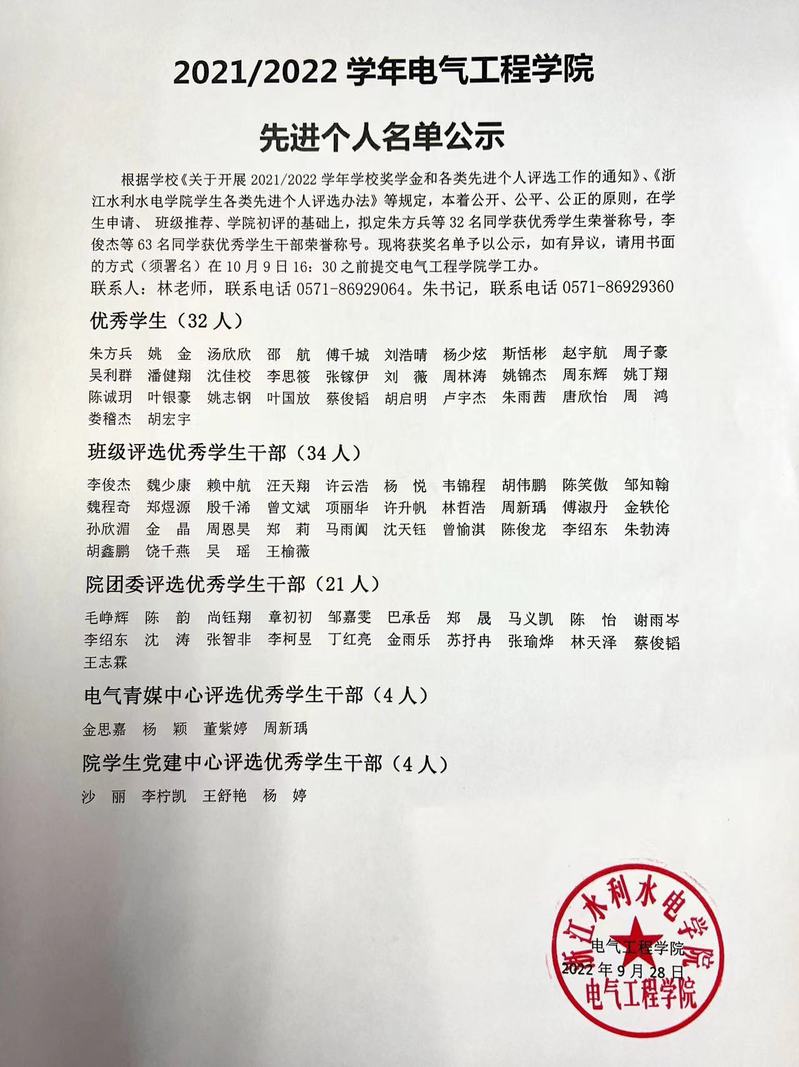 2021/2022 学年电气工程学院
先进个人名单公示
根据学校《关于开展 2021/2022 学年学校奖学金和各类先进个人评选工作的通知》、《浙
江水利水电学院学生各类先进个人评选办法》等规定，本着公开、公平、公正的原则，在学
生申请、 班级推荐、学院初评的基础上，拟定朱方兵等 32 名同学获优秀学生荣誉称号，李
俊杰等 63 名同学获优秀学生干部荣誉称号。现将获奖名单予以公示，如有异议，请用书面
的方式（须署名）在 10 月 9 日 16：30 之前提交电气工程学院学工办。
联系人：林老师，联系电话 0571-86929064。朱书记，联系电话 0571-86929360
优秀学生（32 人）
朱方兵 姚 金 汤欣欣 邵 航 傅千城 刘浩晴 杨少炫 斯恬彬 赵宇航 周子豪
吴利群 潘健翔 沈佳校 李思筱 张镓伊 刘 薇 周林涛 姚锦杰 周东辉 姚丁翔
陈诚玥 叶银豪 姚志钢 叶国放 蔡俊韬 胡启明 卢宇杰 朱雨茜 唐欣怡 周 鸿
娄稽杰 胡宏宇
班级评选优秀学生干部（34 人）
李俊杰 魏少康 赖中航 汪天翔 许云浩 杨 悦 韦锦程 胡伟鹏 陈笑傲 邹知翰
魏程奇 郑煜源 殷千浠 曾文斌 项丽华 许升帆 林哲浩 周新瑀 傅淑丹 金轶伦
孙欣湄 金 晶 周恩昊 郑 莉 马雨阗 沈天钰 曾愉淇 陈俊龙 李绍东 朱勃涛
胡鑫鹏 饶千燕 吴 瑶 王榆薇
院团委评选优秀学生干部（21 人）
毛峥辉 陈 韵 尚钰翔 章初初 邹嘉雯 巴承岳 郑 晟 马义凯 陈 怡 谢雨岑
李绍东 沈 涛 张智非 李柯昱 丁红亮 金雨乐 苏抒冉 张瑜烨 林天泽 蔡俊韬
王志霖
电气青媒中心评选优秀学生干部（4 人）
金思嘉 杨 颖 董紫婷 周新瑀
院学生党建中心评选优秀学生干部（4 人）
沙 丽 李柠凯 王舒艳 杨 婷
浙江水利水电学院
电气工程学院
2022 年 9 月 28 日
电气工程学院